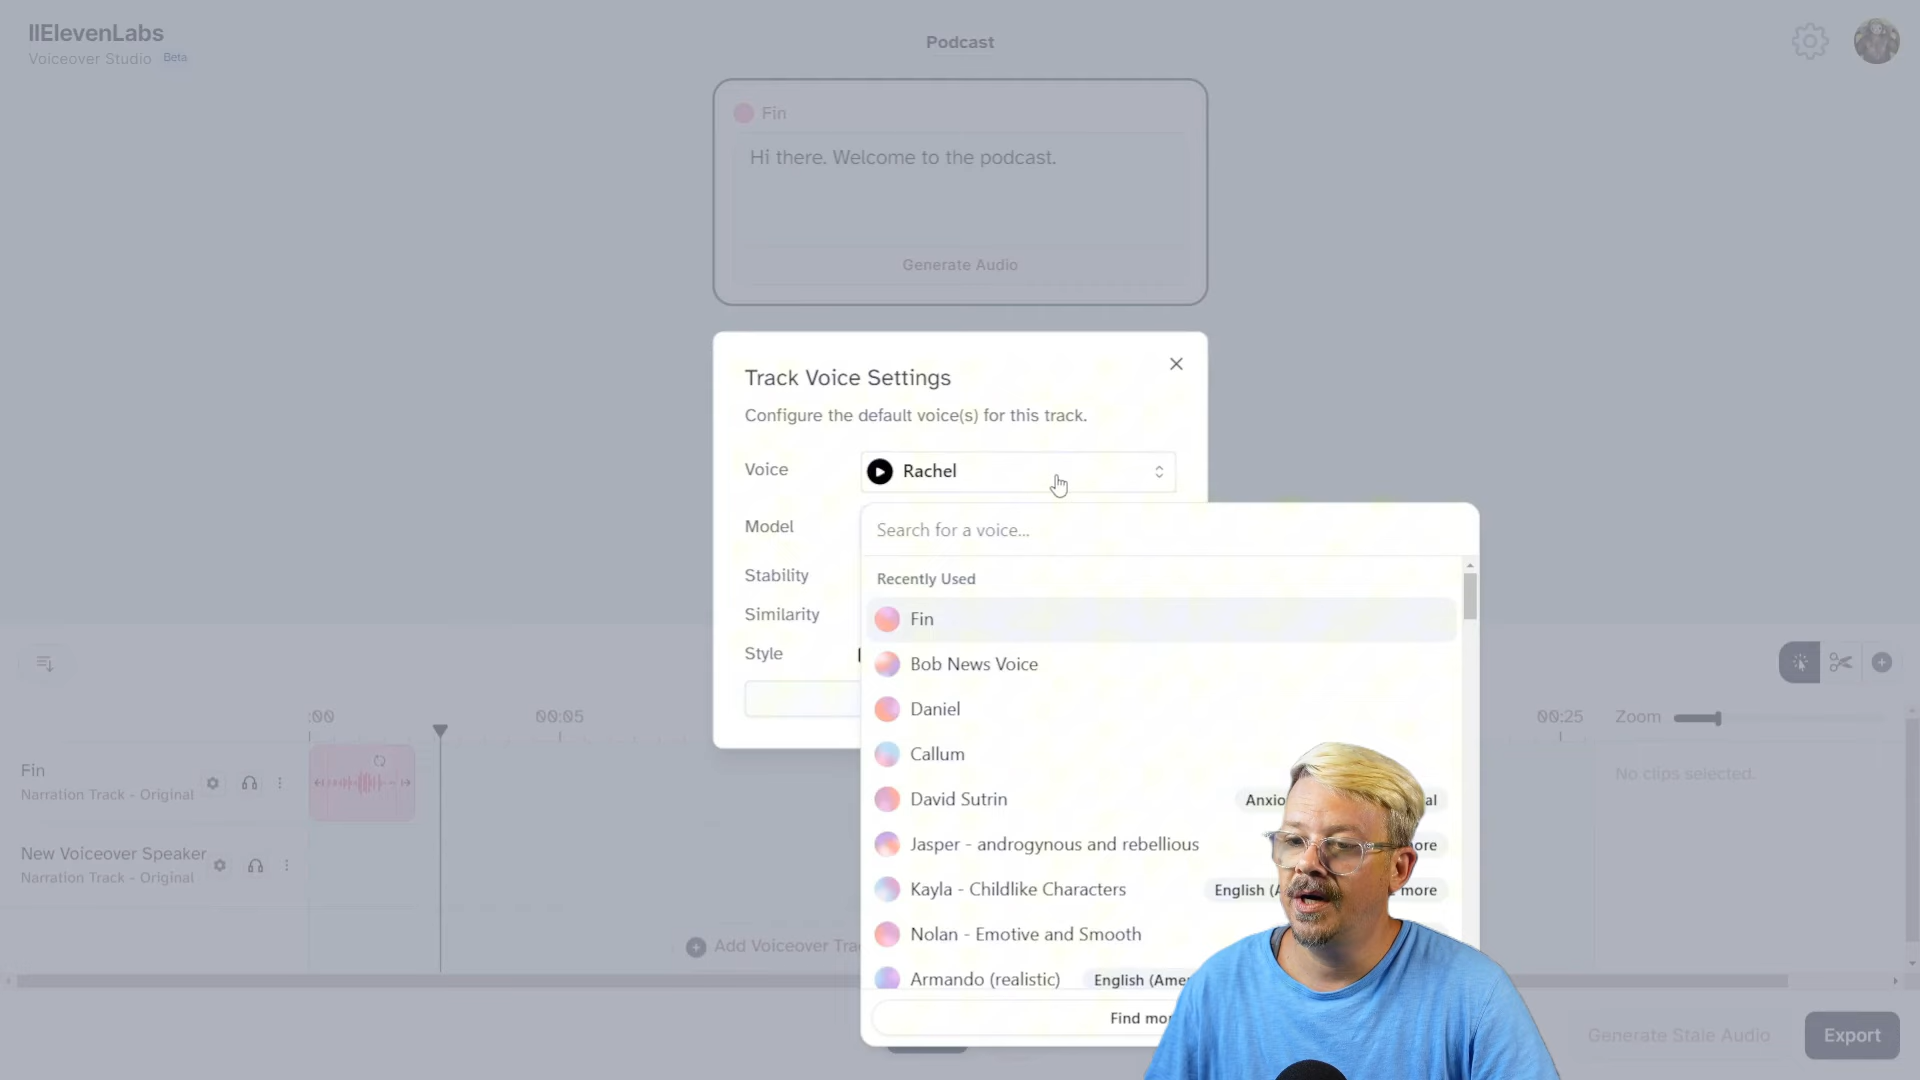 IIElevenLabs
Voiceover Studio Beta
Podcast
Fin
Hi there. Welcome to the podcast.
Generate Audio
Track Voice Settings
Configure the default voice(s) for this track.
Voice
Rachel
Model
Search for a voice...
Stability
Recently Used
Similarity
Fin
Style
Bob News Voice
Daniel
Callum
David Sutrin
Jasper - androgynous and rebellious
Kayla - Childlike Characters
English (
more
Nolan - Emotive and Smooth
Armando (realistic)
:00
00:05
00:25
Zoom
Fin
Narration Track - Original
No clips selected.
New Voiceover Speaker
Narration Track - Original
Add Voiceover
Find
Generate Stale Audio
Export